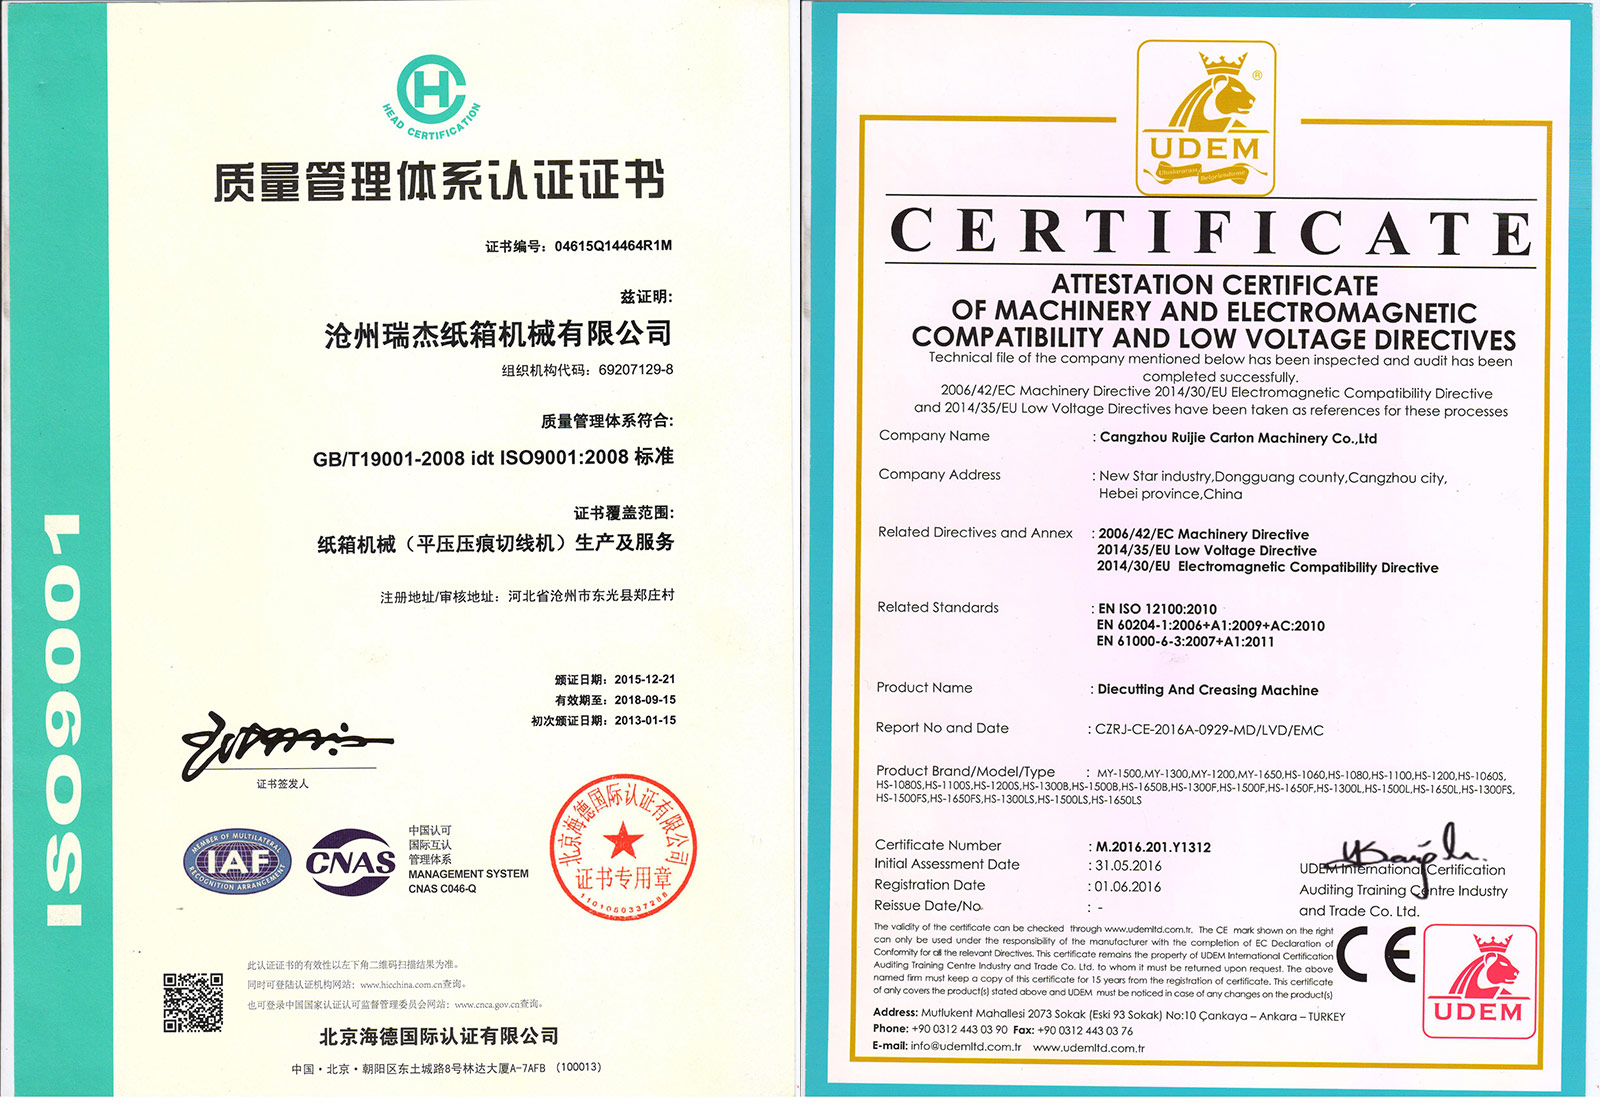 ISO9001
HEAD CERTIFICATION
质量管理体系认证证书
证书编号：04615Q14464R1M
兹证明:
沧州瑞杰纸箱机械有限公司
组织机构代码：69207129-8
质量管理体系符合:
GB/T19001-2008 idt ISO9001:2008 标准
证书覆盖范围:
纸箱机械（平压压痕切线机）生产及服务
注册地址/审核地址：河北省沧州市东光县郑庄村
颁证日期：2015-12-21
有效期至：2018-09-15
初次颁证日期：2013-01-15
证书签发人
MEMBER OF MULTILATERAL
IAF
RECOGNITION ARRANGEMENT
CNAS
中国认可
国际互认
管理体系
MANAGEMENT SYSTEM
CNAS C046-Q
北京海德国际认证有限公司
证书专用章
1101050337288
此认证证书的有效性以左下角二维码扫描结果为准。
同时可登陆认证机构网站：www.hicchina.com.cn查询。
也可登录中国国家认证认可监督管理委员会网站：www.cnca.gov.cn查询。
北京海德国际认证有限公司
中国·北京·朝阳区东土城路8号林达大厦A-7AFB （100013）
®
UDEM
Uluslararası Belgelendirme
CERTIFICATE
ATTESTATION CERTIFICATE
OF MACHINERY AND ELECTROMAGNETIC
COMPATIBILITY AND LOW VOLTAGE DIRECTIVES
Technical file of the company mentioned below has been inspected and audit has been
completed successfully.
2006/42/EC Machinery Directive 2014/30/EU Electromagnetic Compatibility Directive
and 2014/35/EU Low Voltage Directives have been taken as references for these processes
Company Name : Cangzhou Ruijie Carton Machinery Co.,Ltd
Company Address : New Star industry,Dongguang county,Cangzhou city,
Hebei province,China
Related Directives and Annex : 2006/42/EC Machinery Directive
2014/35/EU Low Voltage Directive
2014/30/EU Electromagnetic Compatibility Directive
Related Standards : EN ISO 12100:2010
EN 60204-1:2006+A1:2009+AC:2010
EN 61000-6-3:2007+A1:2011
Product Name : Diecutting And Creasing Machine
Report No and Date : CZRJ-CE-2016A-0929-MD/LVD/EMC
Product Brand/Model/Type : MY-1500,MY-1300,MY-1200,MY-1650,HS-1060,HS-1080,HS-1100,HS-1200,HS-1060S,
HS-1080S,HS-1100S,HS-1200S,HS-1300B,HS-1500B,HS-1650B,HS-1300F,HS-1500F,HS-1650F,HS-1300L,HS-1500L,HS-1650L,HS-1300FS,
HS-1500FS,HS-1650FS,HS-1300LS,HS-1500LS,HS-1650LS
Certificate Number : M.2016.201.Y1312
Initial Assessment Date : 31.05.2016
Registration Date : 01.06.2016
Reissue Date/No : -
UDEM International Certification
Auditing Training Centre Industry
and Trade Co. Ltd.
The validity of the certificate can be checked through www.udemltd.com.tr. The CE mark shown on the right
can only be used under the responsibility of the manufacturer with the completion of EC Declaration of
Conformity for all the relevant Directives. This certificate remains the property of UDEM International Certification
Auditing Training Centre Industry and Trade Co. Ltd. to whom it must be returned upon request. The above
named firm must keep a copy of this certificate for 15 years from the registration of certificate. This certificate
of only covers the product(s) stated above and UDEM must be noticed in case of any changes on the product(s)
CE
UDEM
Address: Mutlukent Mahallesi 2073 Sokak (Eski 93 Sokak) No:10 Çankaya – Ankara – TURKEY
Phone: +90 0312 443 03 90 Fax: +90 0312 443 03 76
E-mail: info@udemltd.com.tr www.udemltd.com.tr